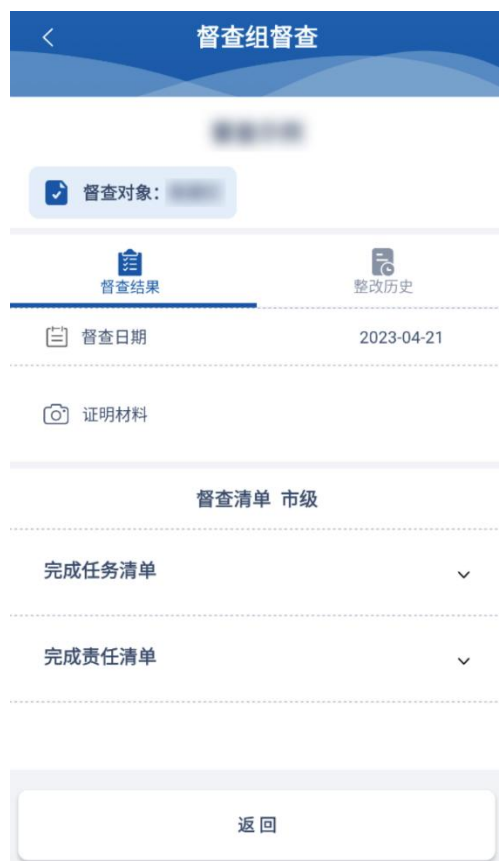 督查组督查
督查对象：
督查结果
整改历史
督查日期
2023-04-21
证明材料
督查清单 市级
完成任务清单
完成责任清单
返回